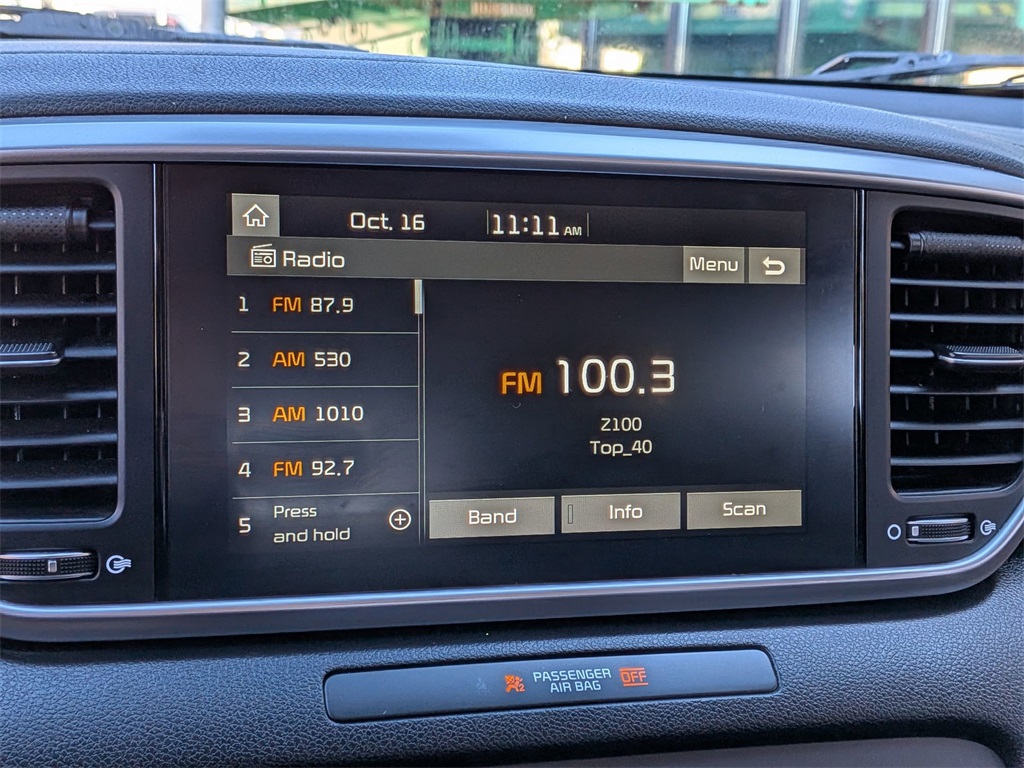 Oct. 16 11:11 AM
Radio Menu
1 FM 87.9
2 AM 530
3 AM 1010
4 FM 92.7
5 Press and hold
FM 100.3
Z100
Top_40
Band Info Scan
PASSENGER
AIR BAG OFF